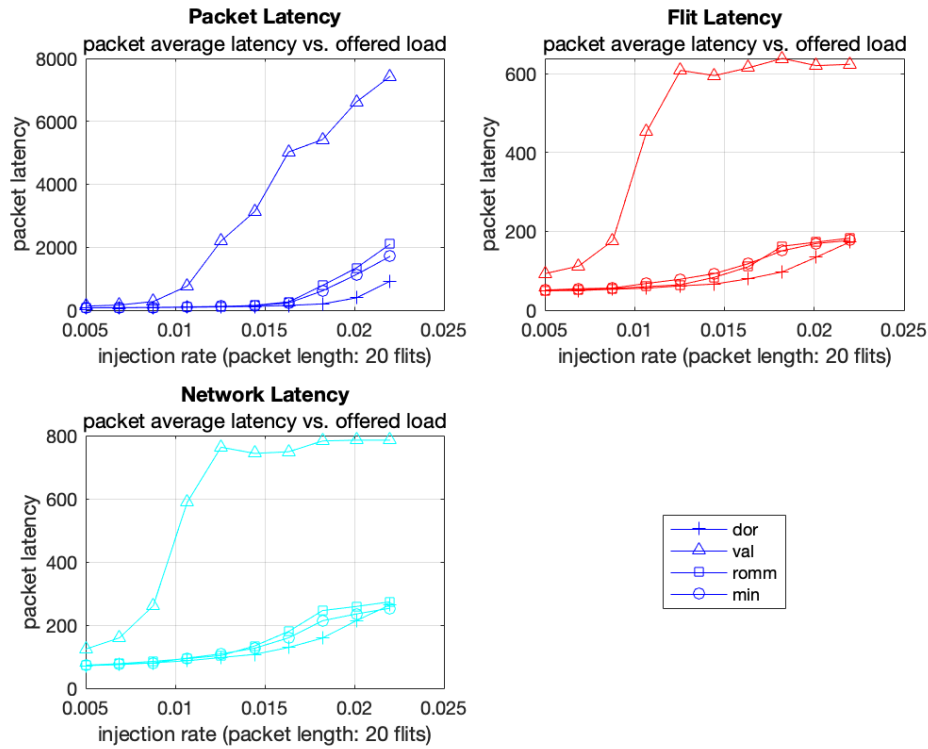 Packet Latency
packet average latency vs. offered load
8000
6000
4000
2000
0
packet latency
0.005
0.01
0.015
0.02
0.025
injection rate (packet length: 20 flits)
Flit Latency
packet average latency vs. offered load
600
400
200
0
packet latency
0.005
0.01
0.015
0.02
0.025
injection rate (packet length: 20 flits)
Network Latency
packet average latency vs. offered load
800
600
400
200
0
packet latency
0.005
0.01
0.015
0.02
0.025
injection rate (packet length: 20 flits)
dor
val
romm
min